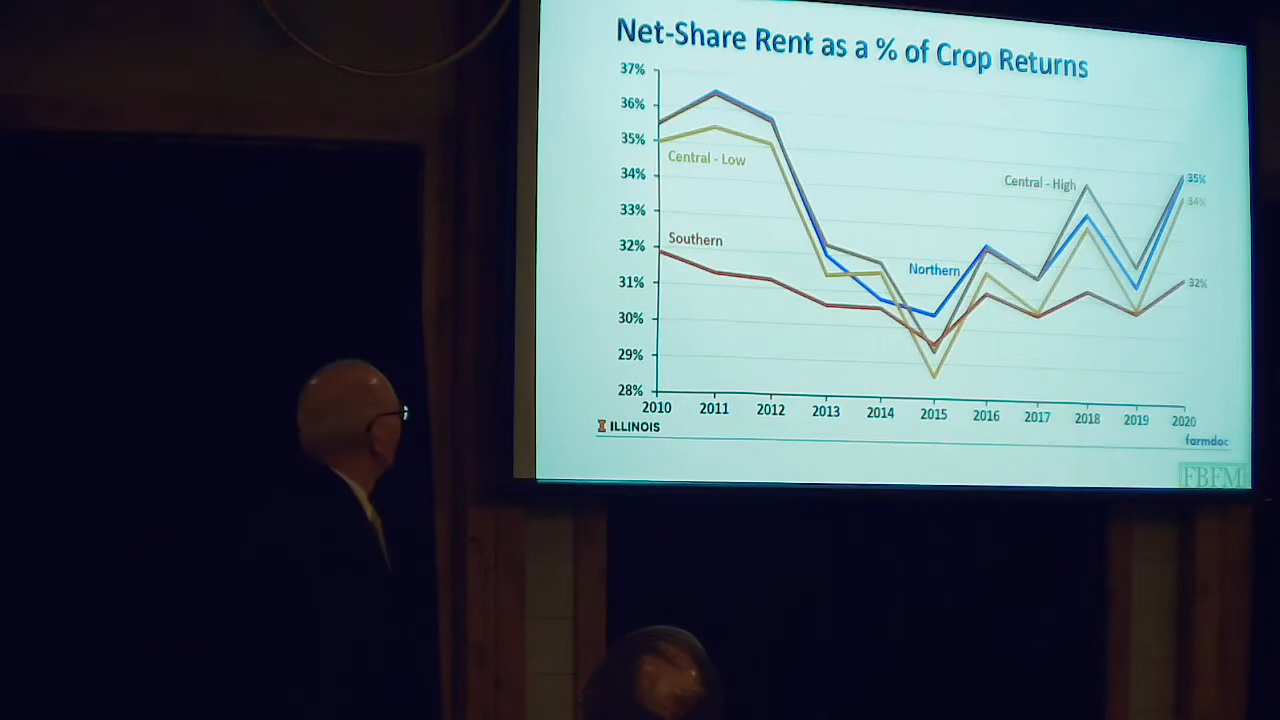 Net-Share Rent as a % of Crop Returns
37%
36%
35%
34%
33%
32%
31%
30%
29%
28%
Central - Low
Southern
Northern
Central - High
35%
34%
32%
2010 2011 2012 2013 2014 2015 2016 2017 2018 2019 2020
I ILLINOIS
farmdoc
FBFM